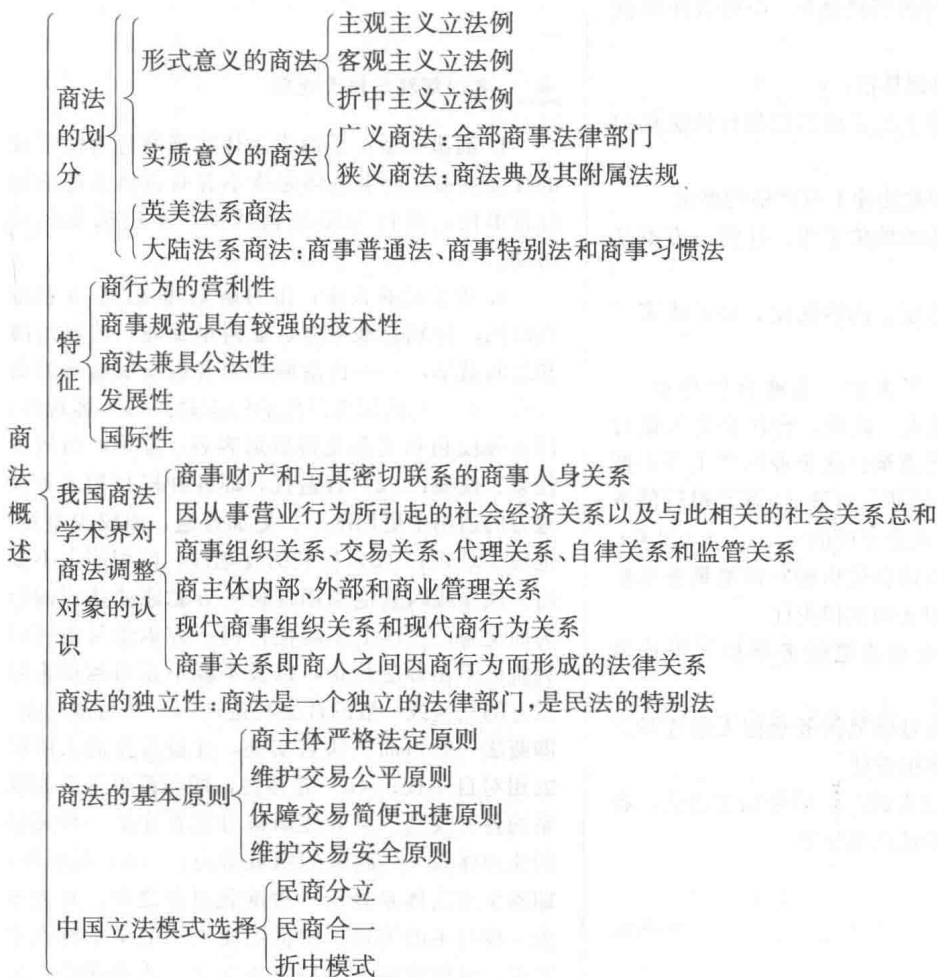 商法概述
商法的划分
形式意义的商法
主观主义立法例
客观主义立法例
折中主义立法例
实质意义的商法
广义商法:全部商事法律部门
狭义商法:商法典及其附属法规
英美法系商法
大陆法系商法:商事普通法、商事特别法和商事习惯法
特征
商行为的营利性
商事规范具有较强的技术性
商法兼具公法性
发展性
国际性
我国商法学术界对商法调整对象的认识
商事财产和与其密切联系的商事人身关系
因从事营业行为所引起的社会经济关系以及与此相关的社会关系总和
商事组织关系、交易关系、代理关系、自律关系和监管关系
商主体内部、外部和商业管理关系
现代商事组织关系和现代商行为关系
商事关系即商人之间因商行为而形成的法律关系
商法的独立性:商法是一个独立的法律部门,是民法的特别法
商法的基本原则
商主体严格法定原则
维护交易公平原则
保障交易简便迅捷原则
维护交易安全原则
中国立法模式选择
民商分立
民商合一
折中模式